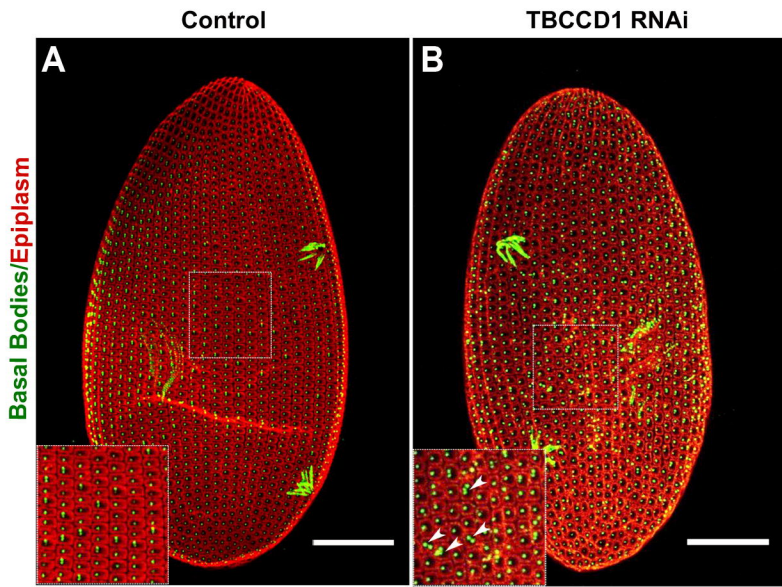 Control
TBCCD1 RNAi
A
B
Basal Bodies/Epiplasm